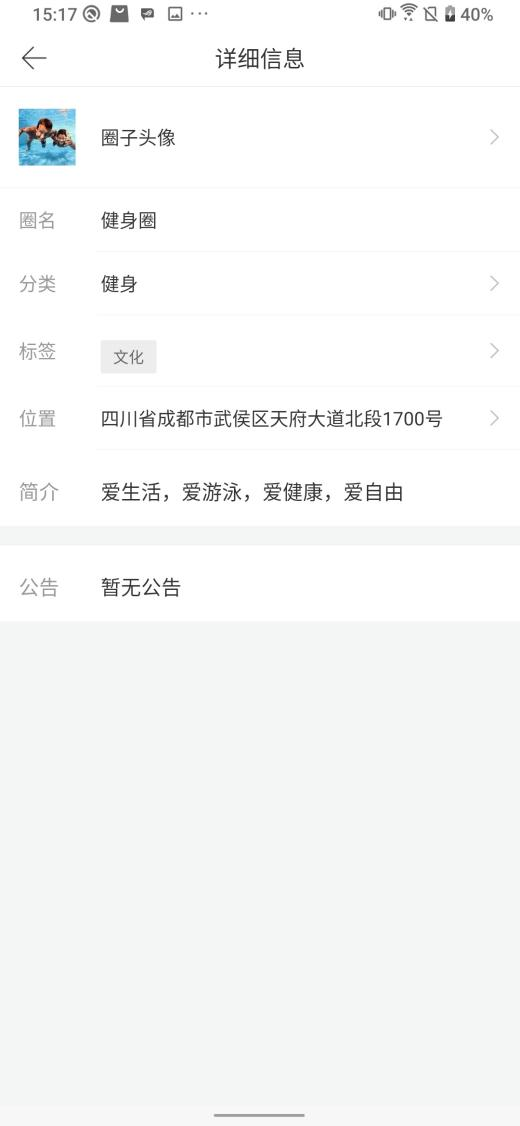 15:17
40%
详细信息
圈子头像
圈名 健身圈
分类 健身
标签 文化
位置 四川省成都市武侯区天府大道北段1700号
简介 爱生活，爱游泳，爱健康，爱自由
公告 暂无公告